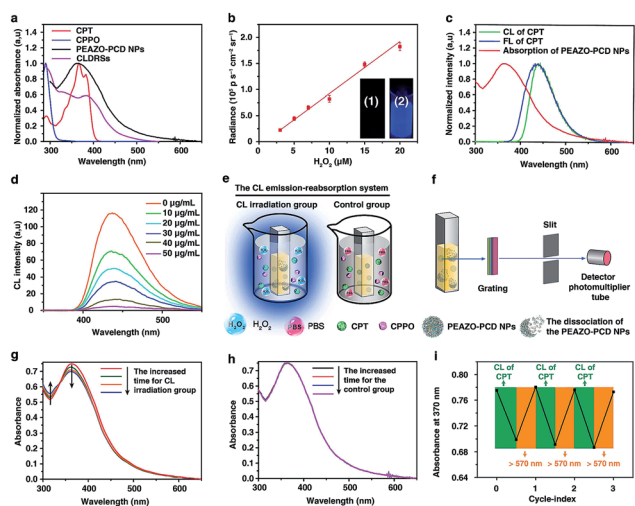 a
Normalized absorbance (a,u)
1.0
0.8
0.6
0.4
0.2
0.0
CPT
CPPO
PEAZO-PCD NPs
CLDRSs
300 400 500 600
Wavelength (nm)
b
Radiance (10⁵ p s⁻¹ cm⁻² sr⁻¹)
2.0
1.5
1.0
0.5
0.0
(1)
(2)
0 5 10 15 20
H₂O₂ (μM)
c
Normalized intensity (a,u)
1.0
0.8
0.6
0.4
0.2
0.0
CL of CPT
FL of CPT
Absorption of PEAZO-PCD NPs
300 400 500 600
Wavelength (nm)
d
CL intensity (a,u)
120
100
80
60
40
20
0
0 μg/mL
10 μg/mL
20 μg/mL
30 μg/mL
40 μg/mL
50 μg/mL
400 500
Wavelength (nm)
e
The CL emission-reabsorption system
CL irradiation group
Control group
H₂O₂
H₂O₂
PBS
PBS
CPT
CPPO
PEAZO-PCD NPs
The dissociation
of the PEAZO-PCD NPs
f
Slit
Grating
Detector
photomultiplier
tube
g
Absorbance
0.7
0.6
0.5
0.4
0.3
0.2
0.1
0.0
The increased
time for CL
irradiation group
300 400 500 600
Wavelength (nm)
h
Absorbance
0.7
0.6
0.5
0.4
0.3
0.2
0.1
0.0
The increased
time for the
control group
300 400 500 600
Wavelength (nm)
i
Absorbance at 370 nm
0.80
0.76
0.72
0.68
0.64
CL of
CPT
CL of
CPT
CL of
CPT
> 570 nm
> 570 nm
> 570 nm
0 1 2 3
Cycle-index